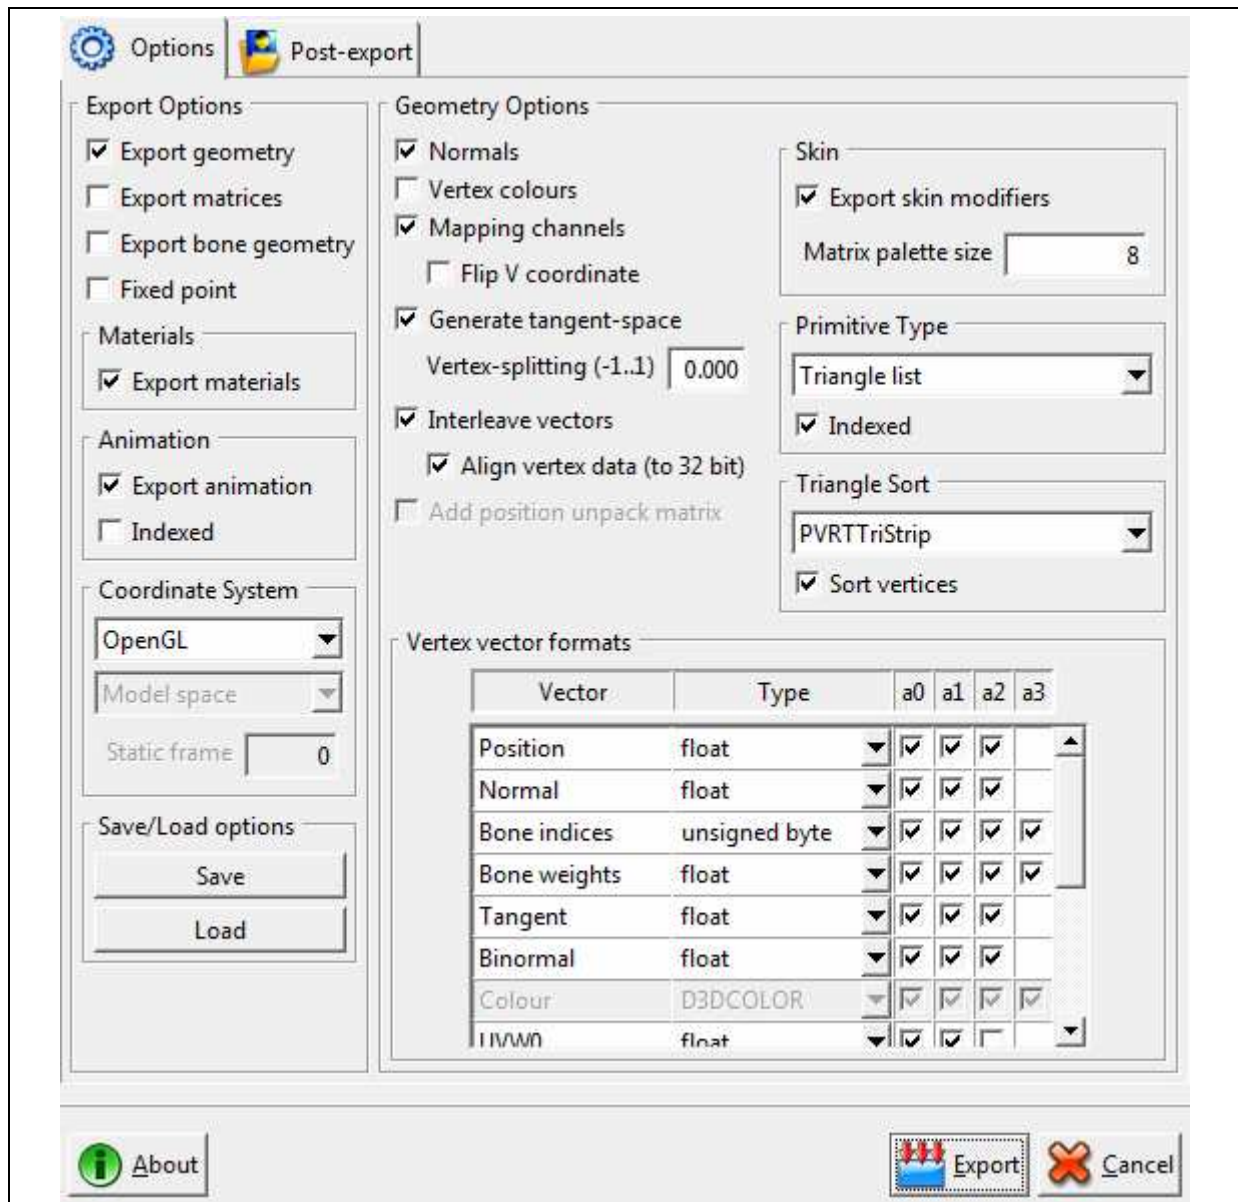 Options
Post-export
Export Options
Export geometry
Export matrices
Export bone geometry
Fixed point
Materials
Export materials
Animation
Export animation
Indexed
Coordinate System
OpenGL
Model space
Static frame 0
Save/Load options
Save
Load
Geometry Options
Normals
Vertex colours
Mapping channels
Flip V coordinate
Generate tangent-space
Vertex-splitting (-1..1) 0.000
Interleave vectors
Align vertex data (to 32 bit)
Add position unpack matrix
Skin
Export skin modifiers
Matrix palette size 8
Primitive Type
Triangle list
Indexed
Triangle Sort
PVRTTriStrip
Sort vertices
Vertex vector formats
Vector Type a0 a1 a2 a3
Position float
Normal float
Bone indices unsigned byte
Bone weights float
Tangent float
Binormal float
Colour D3DCOLOR
UVW0 float
About
Export
Cancel